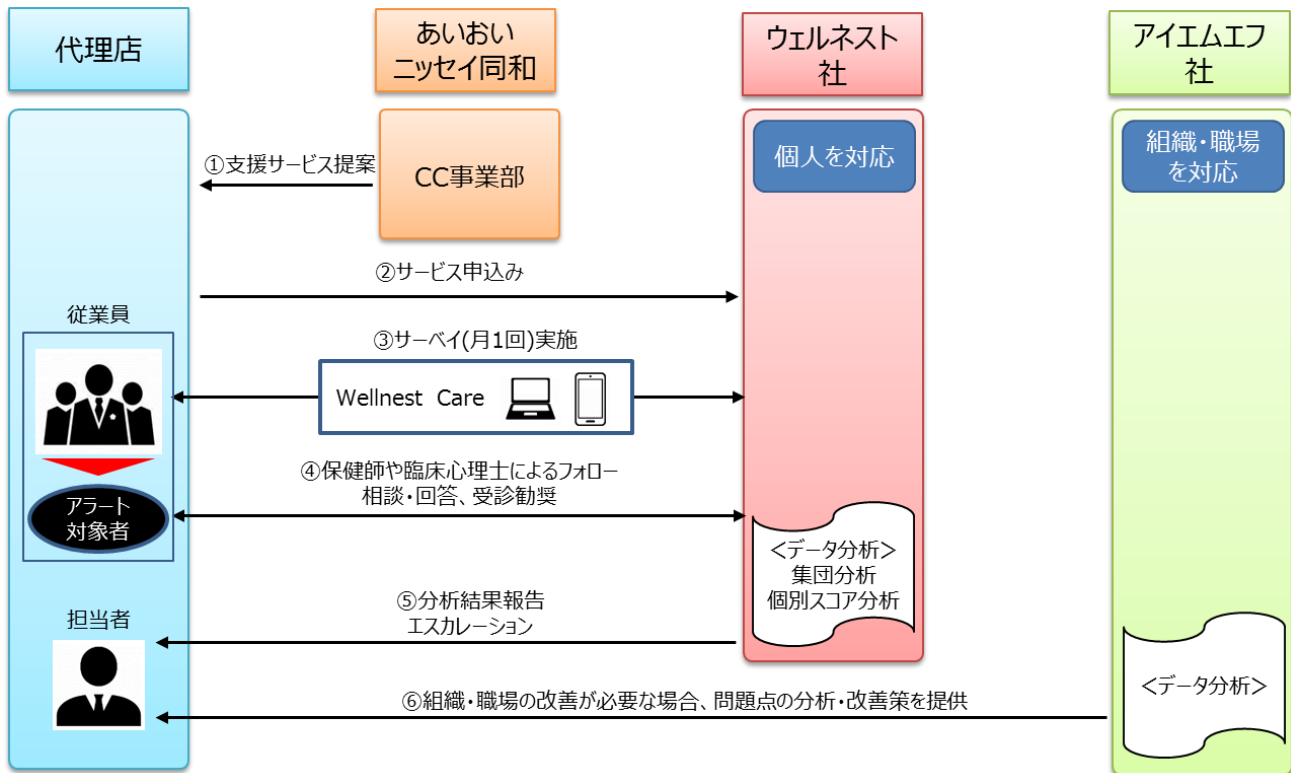 代理店
あいおい
ニッセイ同和
ウェルネスト
社
アイエムエフ
社
①支援サービス提案
CC事業部
個人を対応
組織・職場
を対応
②サービス申込み
従業員
③サーベイ(月1回)実施
Wellnest Care
④保健師や臨床心理士によるフォロー
相談・回答、受診勧奨
アラート
対象者
<データ分析>
集団分析
個別スコア分析
⑤分析結果報告
エスカレーション
担当者
⑥組織・職場の改善が必要な場合、問題点の分析・改善策を提供
<データ分析>